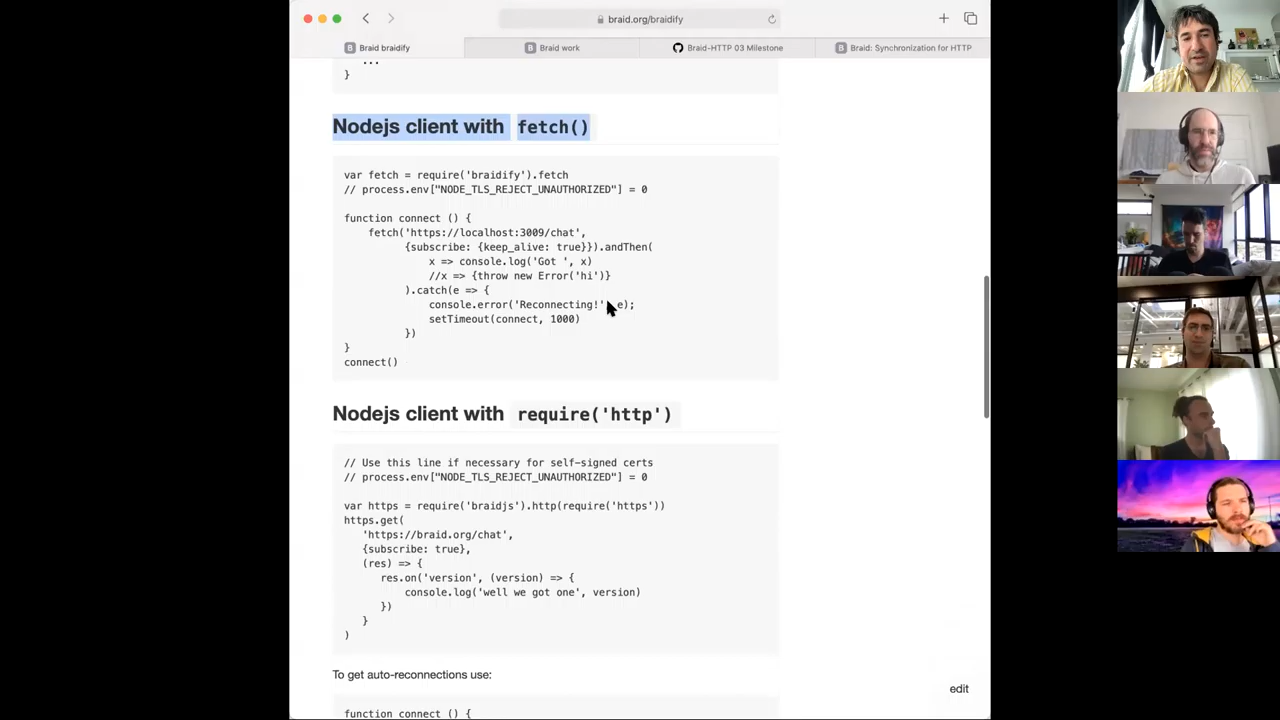 braid.org/braidify
Braid braidify
Braid work
Braid-HTTP 03 Milestone
Braid: Synchronization for HTTP
...
}
Nodejs client with fetch()
var fetch = require('braidify').fetch
// process.env["NODE_TLS_REJECT_UNAUTHORIZED"] = 0
function connect () {
fetch('https://localhost:3009/chat',
{subscribe: {keep_alive: true}}).andThen(
x => console.log('Got ', x)
//x => {throw new Error('hi')}
).catch(e => {
console.error('Reconnecting!', e);
setTimeout(connect, 1000)
})
}
connect()
Nodejs client with require('http')
// Use this line if necessary for self-signed certs
// process.env["NODE_TLS_REJECT_UNAUTHORIZED"] = 0
var https = require('braidjs').http(require('https'))
https.get(
'https://braid.org/chat',
{subscribe: true},
(res) => {
res.on('version', (version) => {
console.log('well we got one', version)
})
}
)
To get auto-reconnections use:
edit
function connect () {